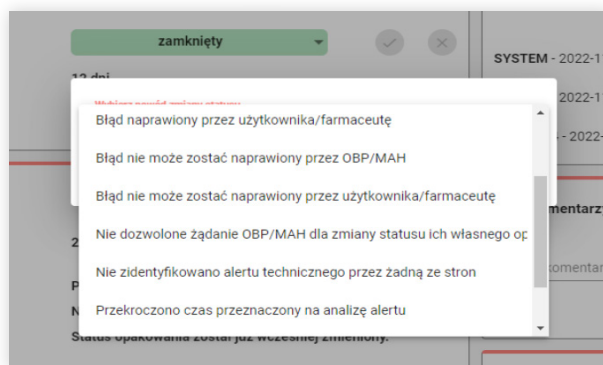 zamknięty
SYSTEM - 2022-1
12 dni
Wybierz powód zmiany statusu
2022-1
Błąd naprawiony przez użytkownika/farmaceutę
- 2022-
Błąd nie może zostać naprawiony przez OBP/MAH
Błąd nie może zostać naprawiony przez użytkownika/farmaceutę
mentarz
Nie dozwolone żądanie OBP/MAH dla zmiany statusu ich własnego op
2
Nie zidentyfikowano alertu technicznego przez żadną ze stron
komentar
P
N
Przekroczono czas przeznaczony na analizę alertu
Status opakowania został już wcześniej zmieniony.